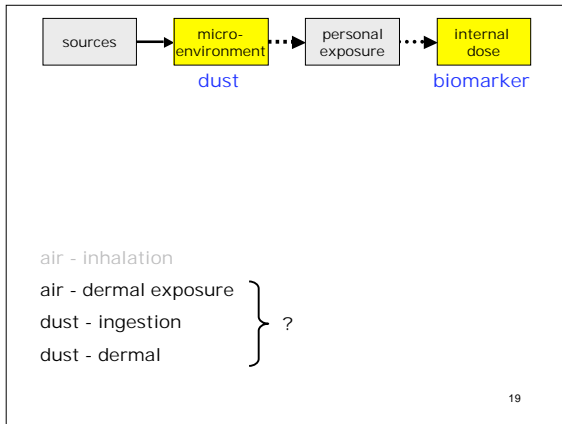 sources
micro-
environment
personal
exposure
internal
dose
dust
biomarker
air - inhalation
air - dermal exposure
dust - ingestion
?
dust - dermal
19